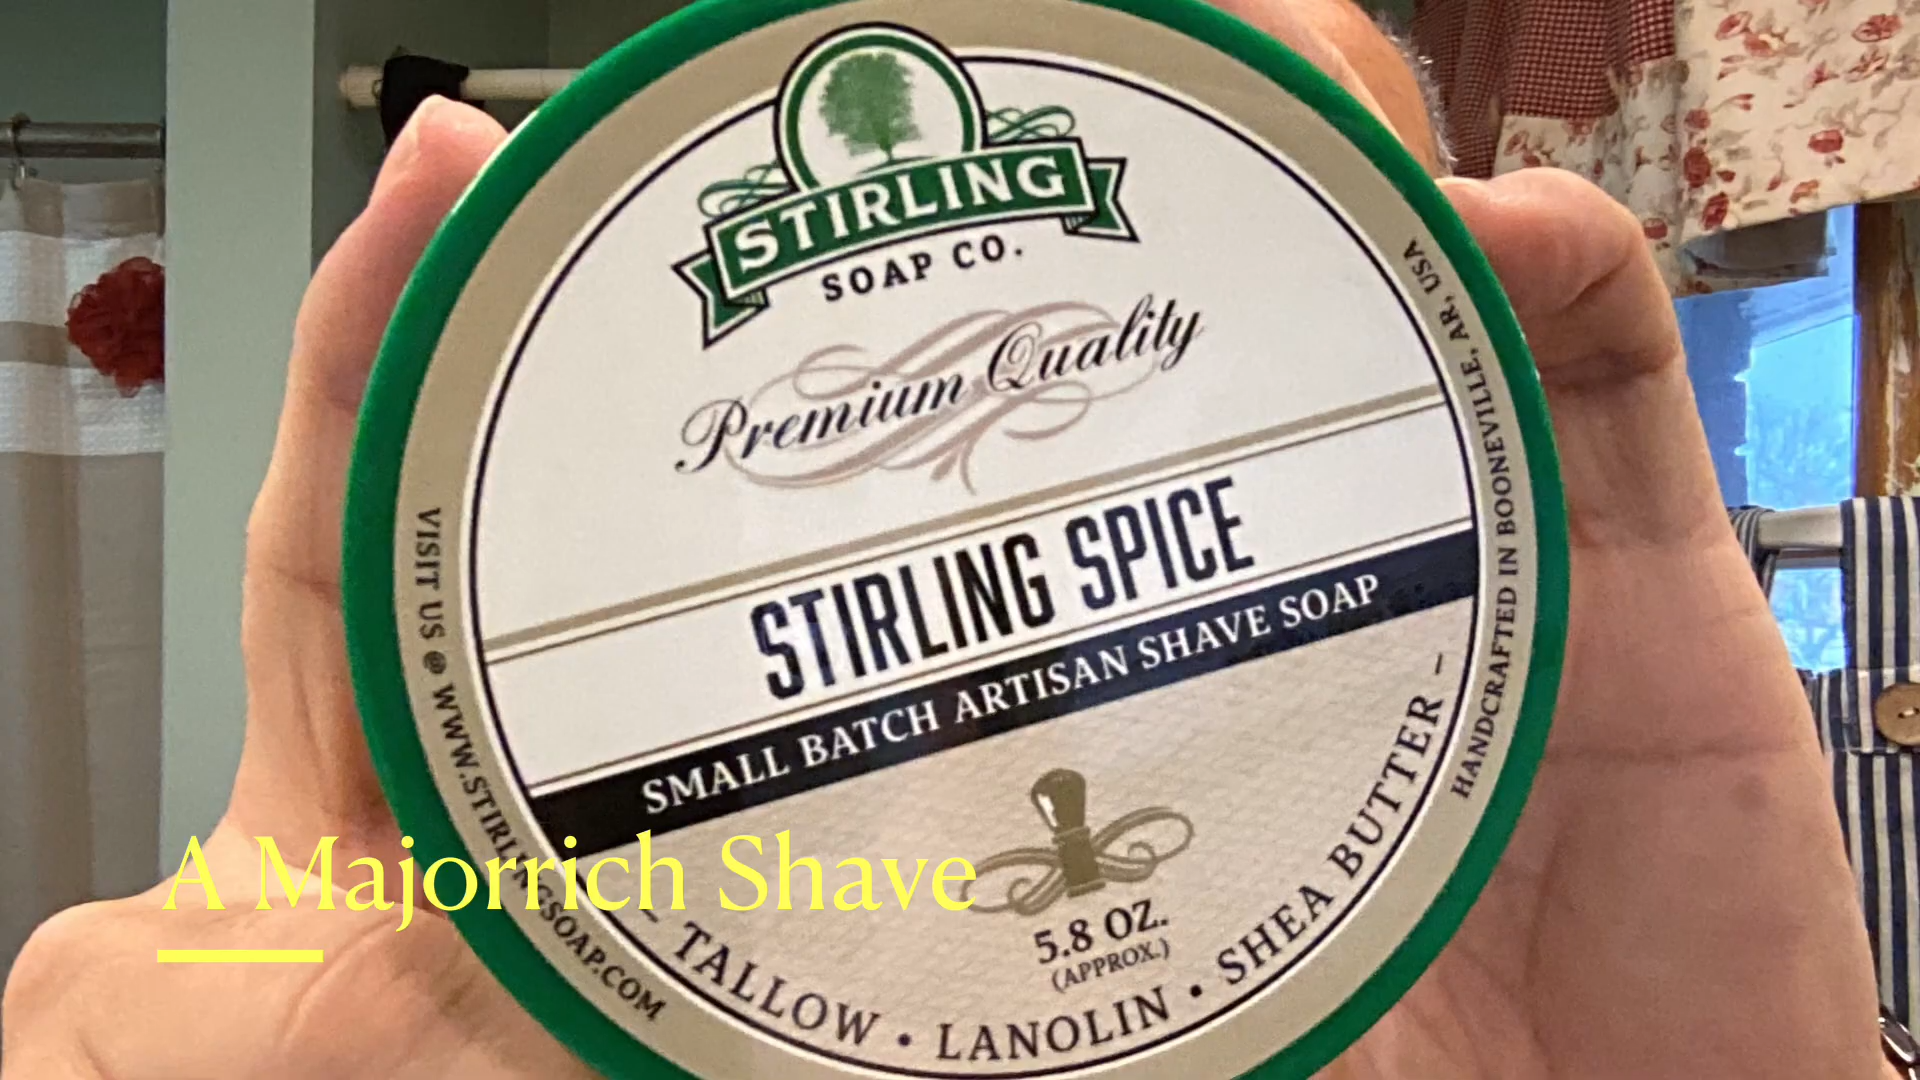 STIRLING
SOAP CO.
Premium Quality
STIRLING SPICE
SMALL BATCH ARTISAN SHAVE SOAP
5.8 OZ.
(APPROX.)
– TALLOW • LANOLIN • SHEA BUTTER –
VISIT US @ WWW.STIRLINGSOAP.COM
HANDCRAFTED IN BOONEVILLE, AR, USA
A Majorrich Shave